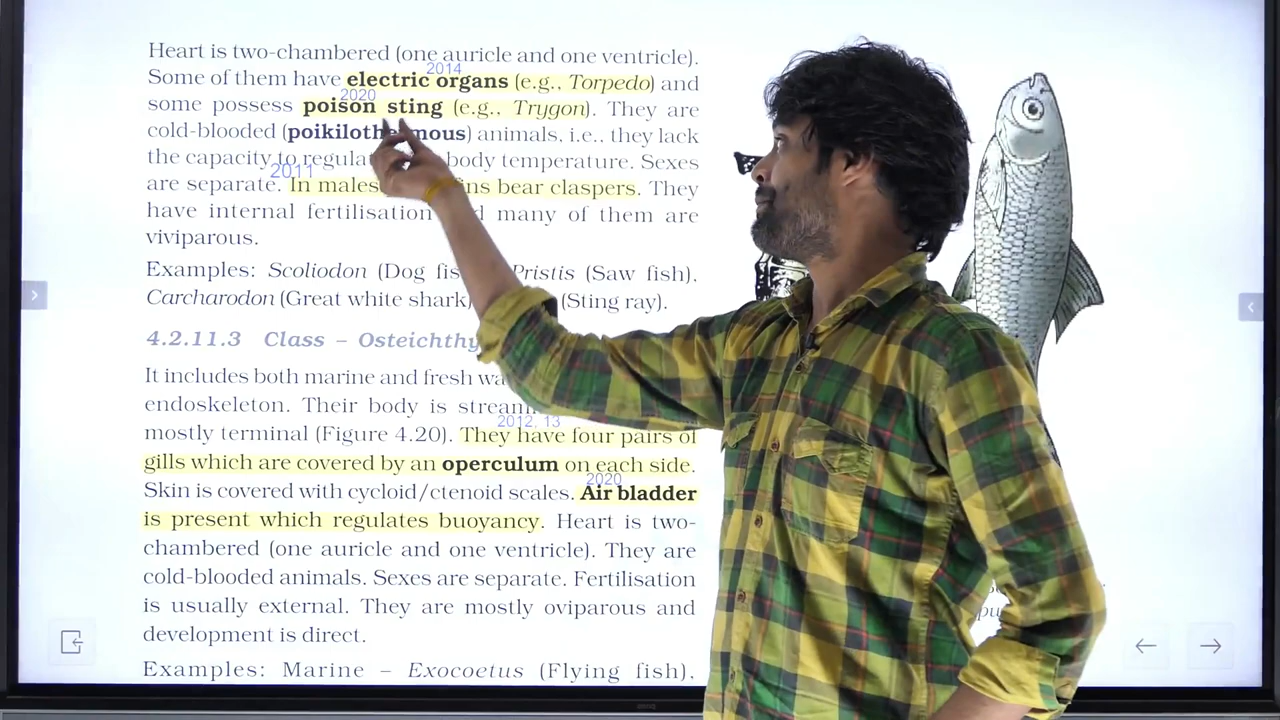 Heart is two-chambered (one auricle and one ventricle).
2014
Some of them have electric organs (e.g., Torpedo) and
2020
some possess poison sting (e.g., Trygon). They are
cold-blooded (poikilothe mous) animals, i.e., they lack
the capacity to regulat body temperature. Sexes
2011
are separate. In males ins bear claspers. They
have internal fertilisation d many of them are
viviparous.
Examples: Scoliodon (Dog fis Pristis (Saw fish),
Carcharodon (Great white shark) (Sting ray).
4.2.11.3 Class – Osteichthy
It includes both marine and fresh wa
endoskeleton. Their body is stream
2012, 13
mostly terminal (Figure 4.20). They have four pairs of
gills which are covered by an operculum on each side.
2020
Skin is covered with cycloid/ctenoid scales. Air bladder
is present which regulates buoyancy. Heart is two-
chambered (one auricle and one ventricle). They are
cold-blooded animals. Sexes are separate. Fertilisation
is usually external. They are mostly oviparous and
development is direct.
Examples: Marine – Exocoetus (Flying fish),